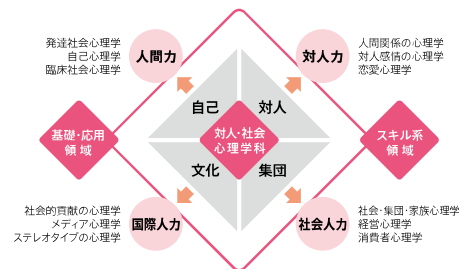 発達社会心理学
自己心理学
臨床社会心理学
人間力
対人力
人間関係の心理学
対人感情の心理学
恋愛心理学
自己
対人
基礎・応用
領域
対人・社会
心理学科
スキル系
領域
文化
集団
社会的貢献の心理学
メディア心理学
ステレオタイプの心理学
国際人力
社会人力
社会・集団・家族心理学
経営心理学
消費者心理学